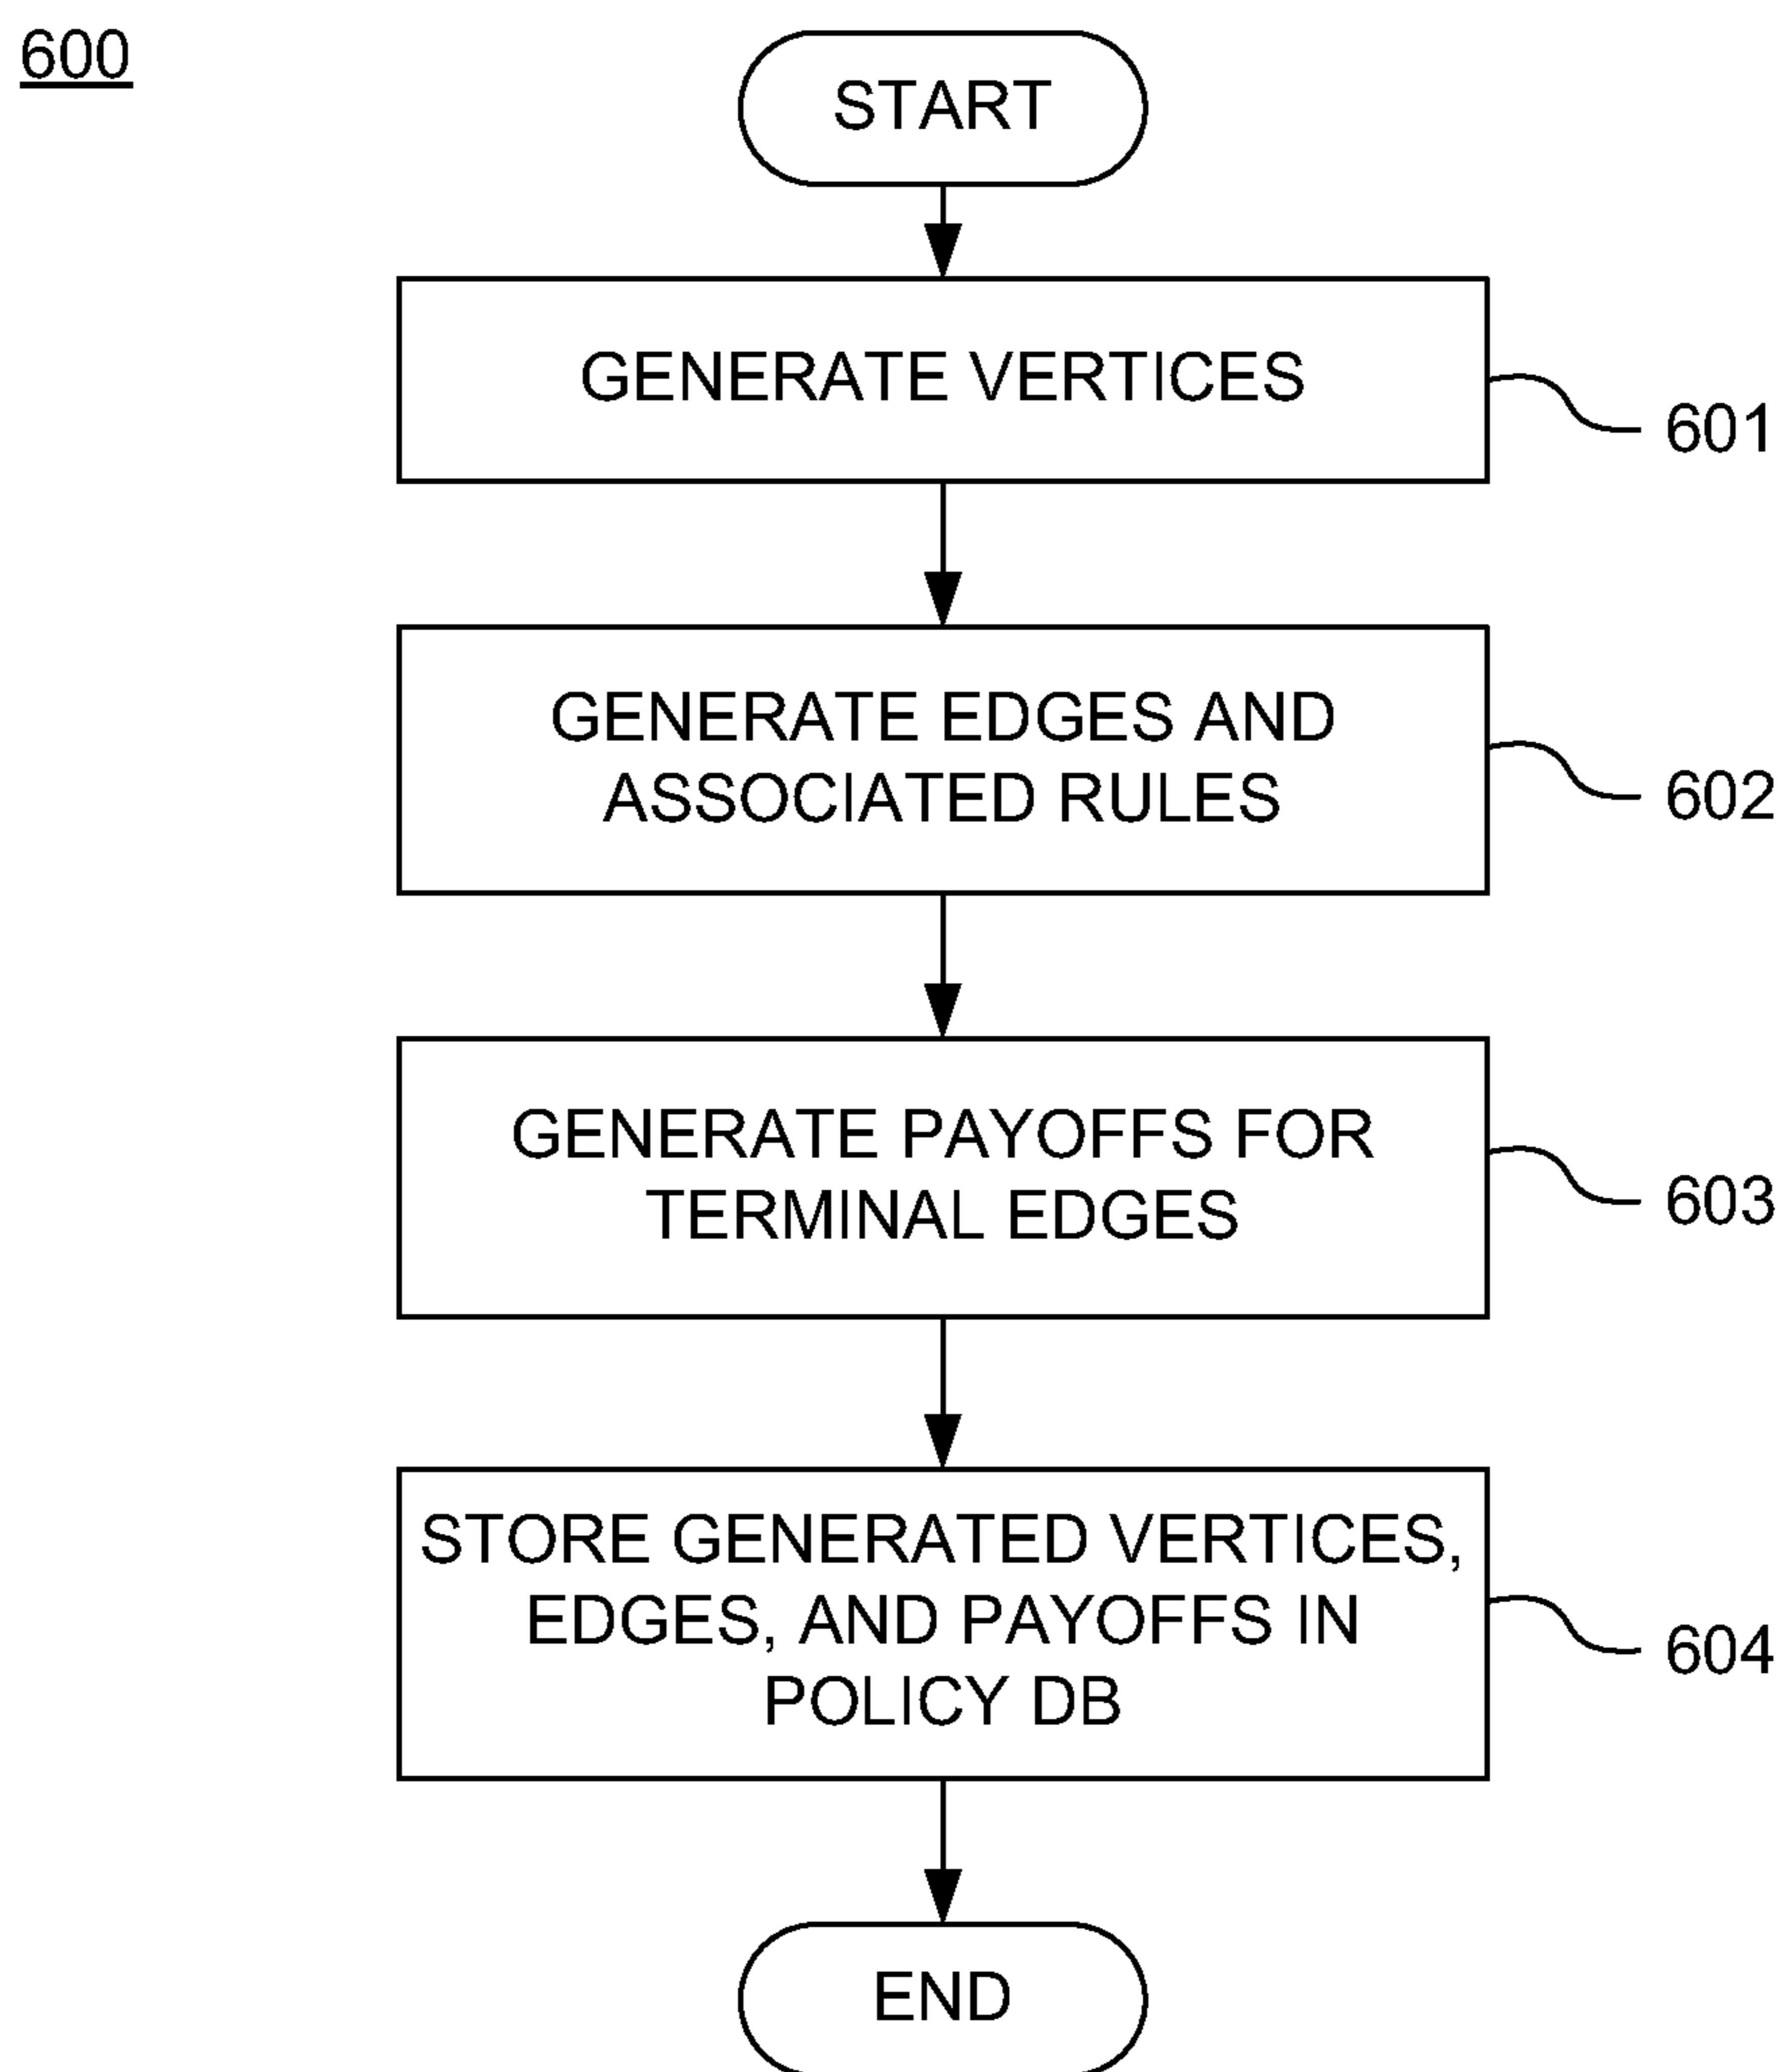 600
START
GENERATE VERTICES
601
GENERATE EDGES AND
ASSOCIATED RULES
602
GENERATE PAYOFFS FOR
TERMINAL EDGES
603
STORE GENERATED VERTICES,
EDGES, AND PAYOFFS IN
POLICY DB
604
END